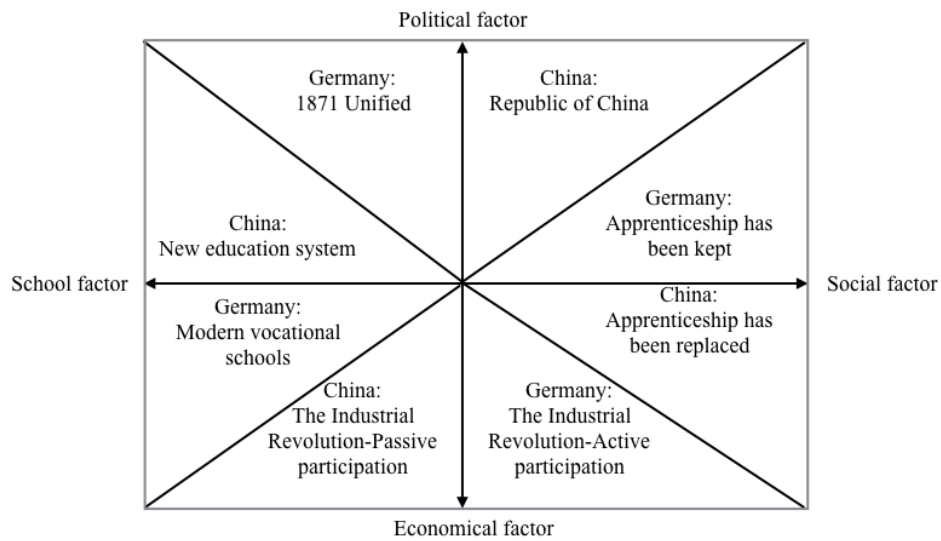 Political factor
Germany:
1871 Unified
China:
Republic of China
China:
New education system
Germany:
Apprenticeship has
been kept
School factor
Social factor
Germany:
Modern vocational
schools
China:
Apprenticeship has
been replaced
China:
The Industrial
Revolution-Passive
participation
Germany:
The Industrial
Revolution-Active
participation
Economical factor